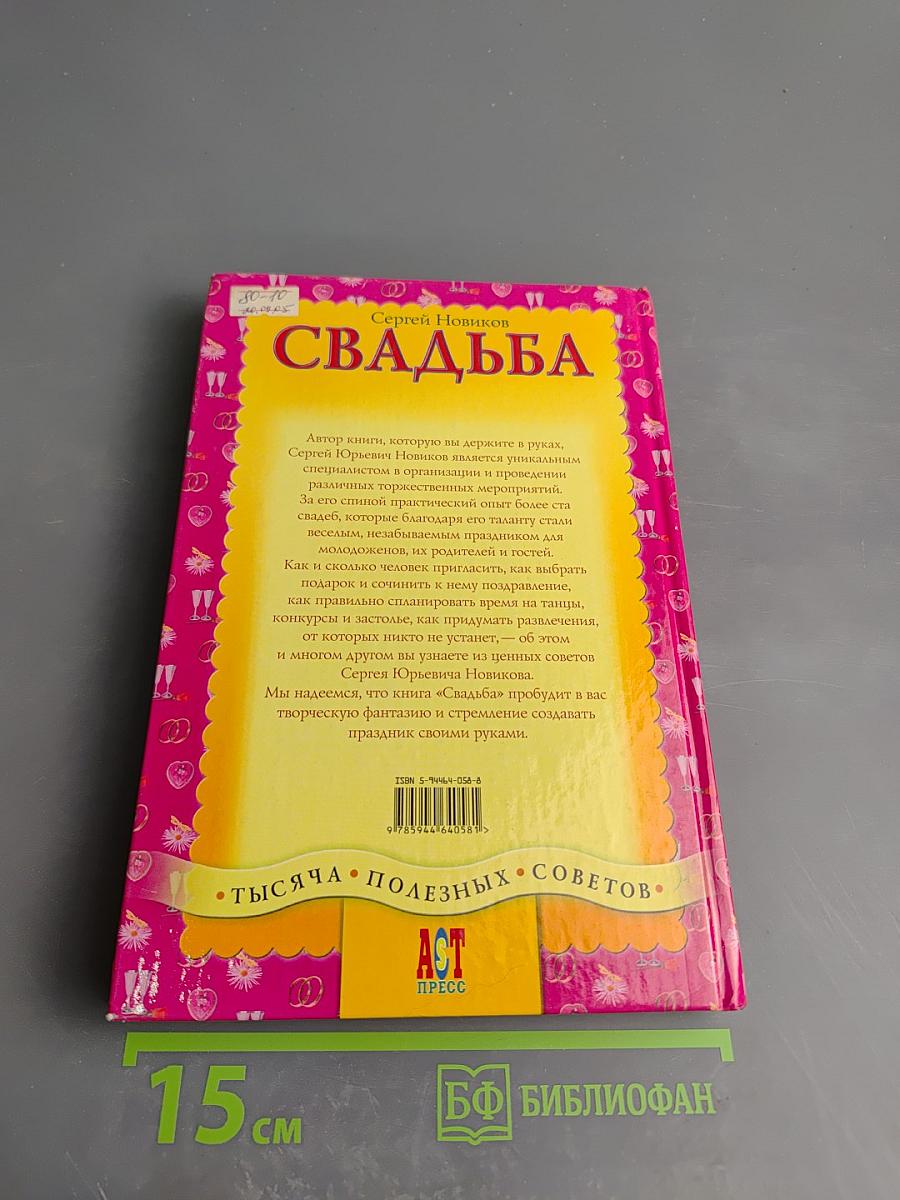 80-10
Сергей Новиков
СВАДЬБА
Автор книги, которую вы держите в руках,
Сергей Юрьевич Новиков является уникальным
специалистом в организации и проведении
различных торжественных мероприятий.
За его спиной практический опыт более ста
свадеб, которые благодаря его таланту стали
веселым, незабываемым праздником для
молодоженов, их родителей и гостей.
Как и сколько человек пригласить, как выбрать
подарок и сочинить к нему поздравление,
как правильно спланировать время на танцы,
конкурсы и застолье, как придумать развлечения,
от которых никто не устанет, — об этом
и многом другом вы узнаете из ценных советов
Сергея Юрьевича Новикова.
Мы надеемся, что книга «Свадьба» пробудит в вас
творческую фантазию и стремление создавать
праздник своими руками.
ISBN 5-94464-058-8
9 785944 640581 >
• ТЫСЯЧА • ПОЛЕЗНЫХ • СОВЕТОВ •
АСТ
ПРЕСС
15 см
БФ БИБЛИОФАН